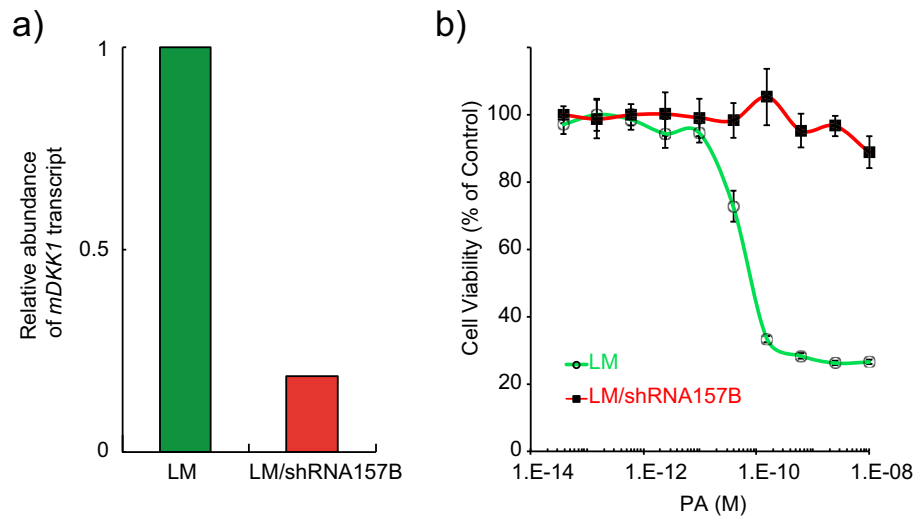 a)
Relative abundance
of mDKK1 transcript
1
0.5
0
LM
LM/shRNA157B
b)
Cell Viability (% of Control)
120
100
80
60
40
20
0
LM
LM/shRNA157B
1.E-14
1.E-12
1.E-10
1.E-08
PA (M)